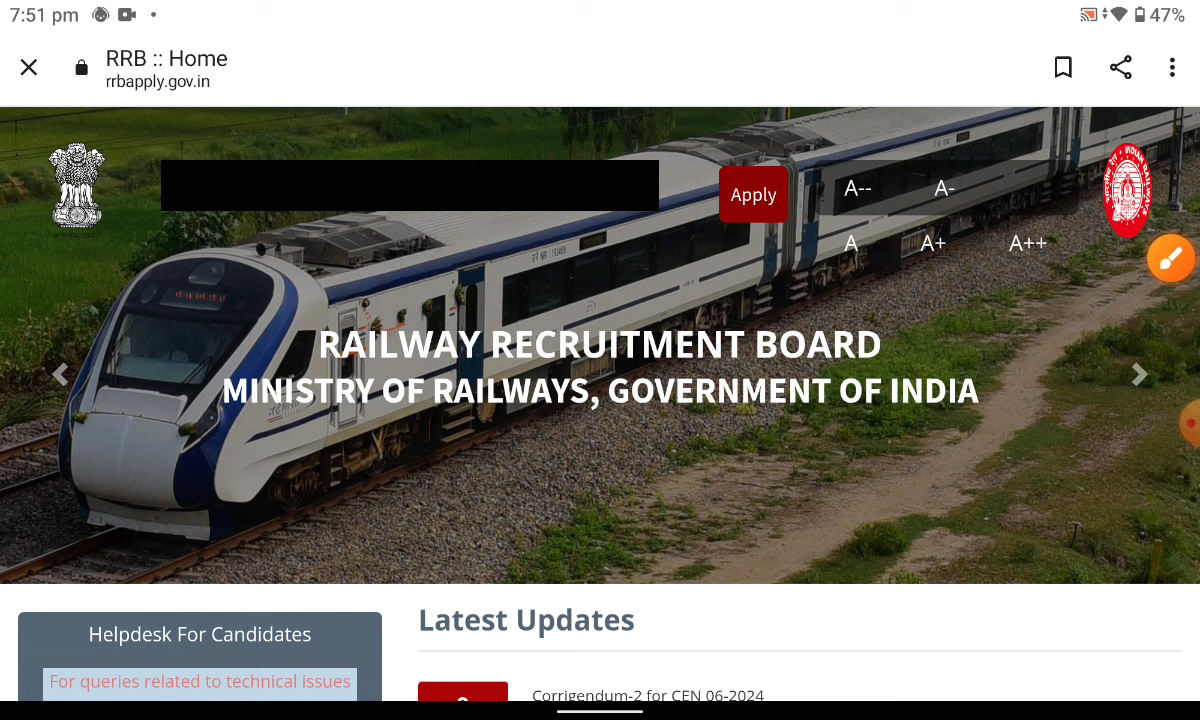 7:51 pm
47%
RRB :: Home
rrbapply.gov.in
Apply
A--
A-
A
A+
A++
RAILWAY RECRUITMENT BOARD
MINISTRY OF RAILWAYS, GOVERNMENT OF INDIA
Latest Updates
Helpdesk For Candidates
For queries related to technical issues
Corrigendum-2 for CEN 06-2024